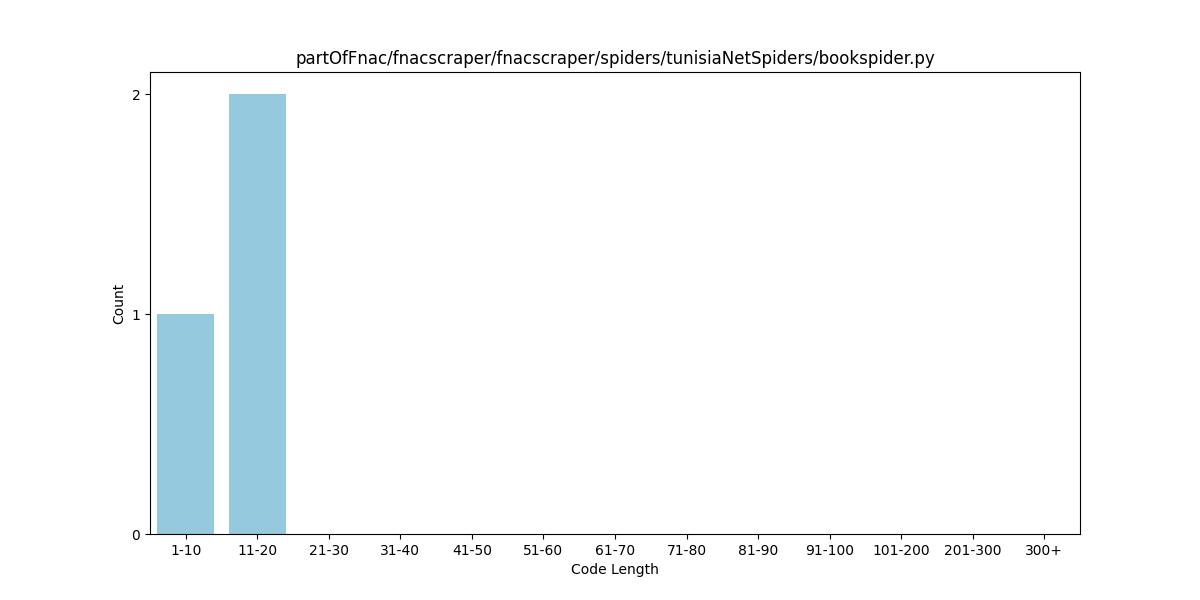 partOfFnac/fnacscraper/fnacscraper/spiders/tunisiaNetSpiders/bookspider.py
2
1
0
Count
1-10 11-20 21-30 31-40 41-50 51-60 61-70 71-80 81-90 91-100 101-200 201-300 300+
Code Length